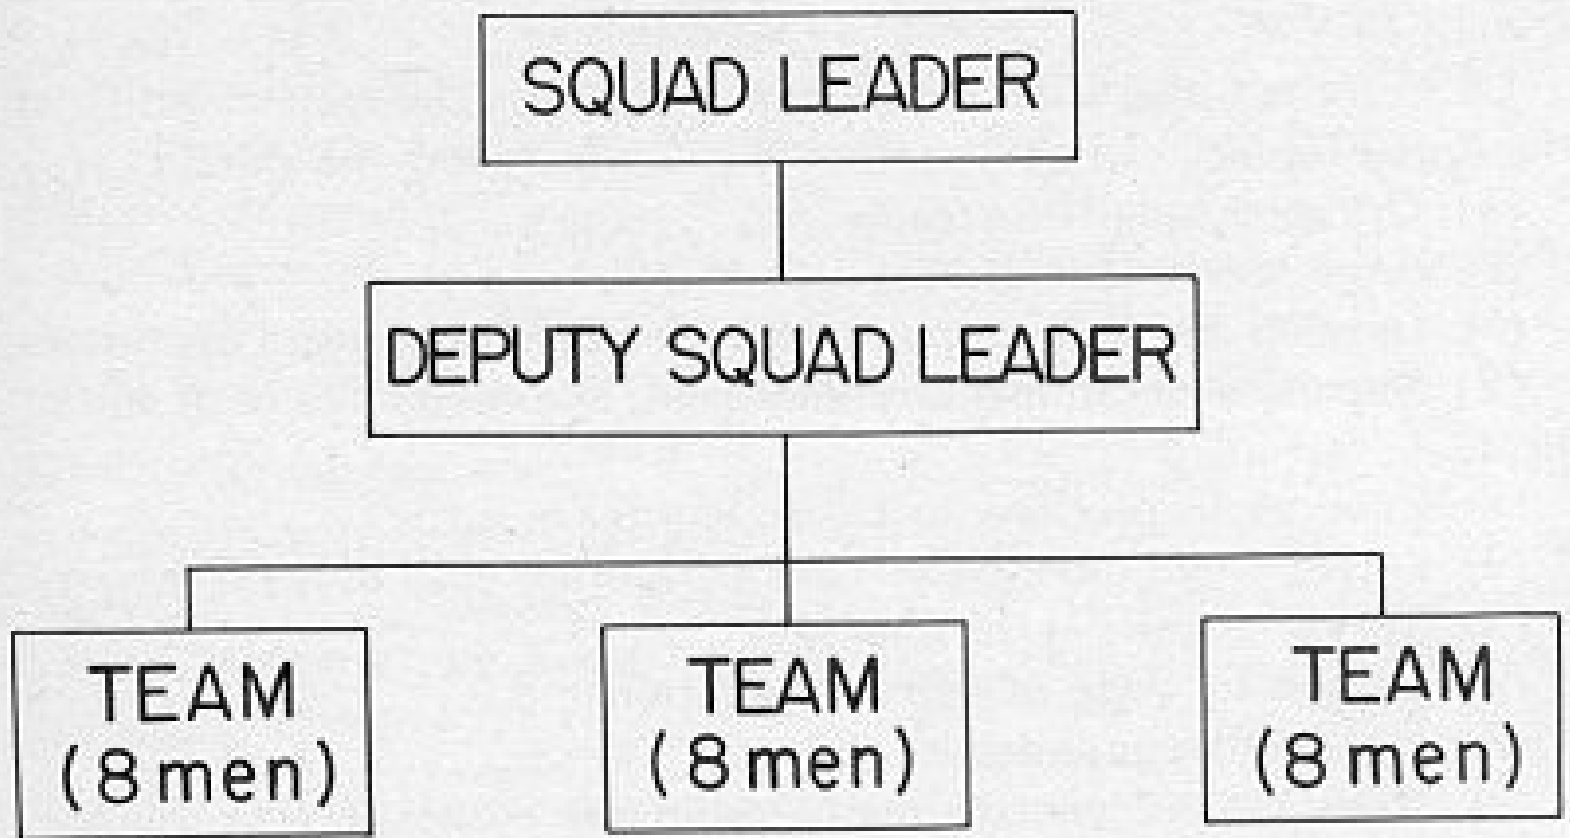 SQUAD LEADER
DEPUTY SQUAD LEADER
TEAM
(8 men)
TEAM
(8 men)
TEAM
(8 men)